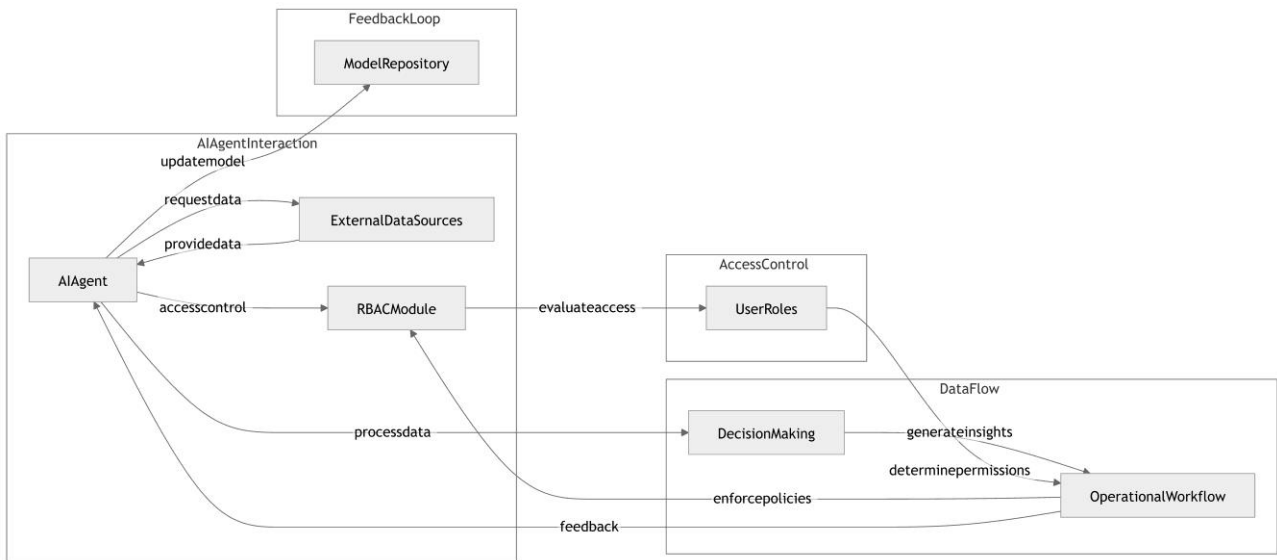 FeedbackLoop
ModelRepository
AIAgentInteraction
updatemodel
requestdata
ExternalDataSources
providedata
AIAgent
accesscontrol
RBACModule
evaluateaccess
AccessControl
UserRoles
DataFlow
processdata
DecisionMaking
generateinsights
determinepermissions
enforcepolicies
OperationalWorkflow
feedback